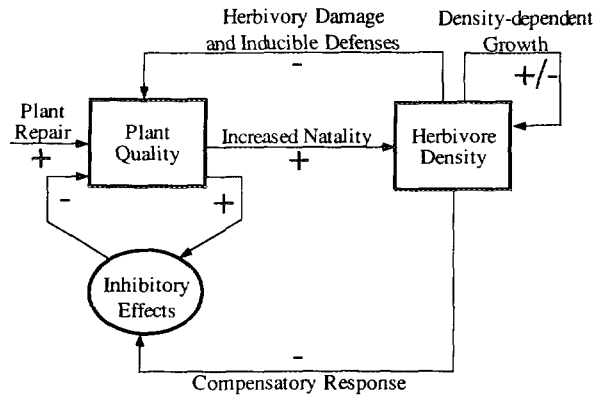 Herbivory Damage
and Inducible Defenses
-
Density-dependent
Growth
+/-
Plant
Repair
+
Plant
Quality
Increased Natality
+
Herbivore
Density
-
+
Inhibitory
Effects
-
Compensatory Response